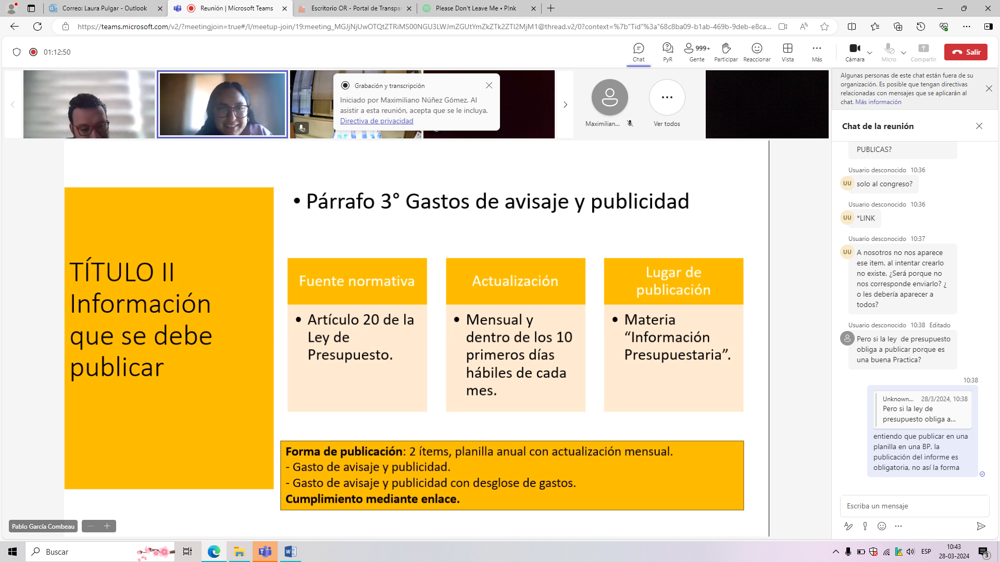 Correo: Laura Pulgar - Outlook
Reunión | Microsoft Teams
Escritorio OR - Portal de Transpa
Please Don't Leave Me • P!nk
https://teams.microsoft.com/v2/?meetingjoin=true#/l/meetup-join/19:meeting_MGJjNjUwOTQtZTRiMS00NGU3LWJmZGUtYmZkZTk2ZTI2MjM1@thread.v2/0?context=%7b"Tid"%3a"68c8ba09-b1ab-469b-9deb-e8ca...
01:12:50
Chat
PyR
999+
Gente
Participar
Reaccionar
Vista
Más
Cámara
Micro
Compartir
Salir
Grabación y transcripción
Iniciado por Maximiliano Núñez Gómez. Al
asistir a esta reunión, acepta que se le incluya.
Directiva de privacidad
Maximilian...
Ver todos
Párrafo 3° Gastos de avisaje y publicidad
TÍTULO II
Información
que se debe
publicar
Fuente normativa
• Artículo 20 de la
Ley de
Presupuesto.
Actualización
• Mensual y
dentro de los 10
primeros días
hábiles de cada
mes.
Lugar de
publicación
• Materia
“Información
Presupuestaria”.
Forma de publicación: 2 ítems, planilla anual con actualización mensual.
- Gasto de avisaje y publicidad.
- Gasto de avisaje y publicidad con desglose de gastos.
Cumplimiento mediante enlace.
Pablo García Combeau
Algunas personas de este chat están fuera de su
organización. Es posible que tengan directivas
relacionadas con mensajes que se aplicarán al
chat. Más información
Chat de la reunión
PUBLICAS?
Usuario desconocido 10:36
UU
solo al congreso?
Usuario desconocido 10:36
UU
*LINK
Usuario desconocido 10:37
UU
A nosotros no nos aparece
ese item, al intentar crearlo
no existe. ¿Será porque no
nos corresponde enviarlo? ¿
o les debería aparecer a
todos?
Usuario desconocido 10:38 Editado
Pero si la ley de presupuesto
obliga a publicar porque es
una buena Practica?
10:38
Unknown... 28/3/2024, 10:38
Pero si la ley de
presupuesto obliga a...
entiendo que publicar en una
planilla en una BP. la
publicación del informe es
obligatoria, no así la forma
Escriba un mensaje
Buscar
ESP
10:43
28-03-2024
3